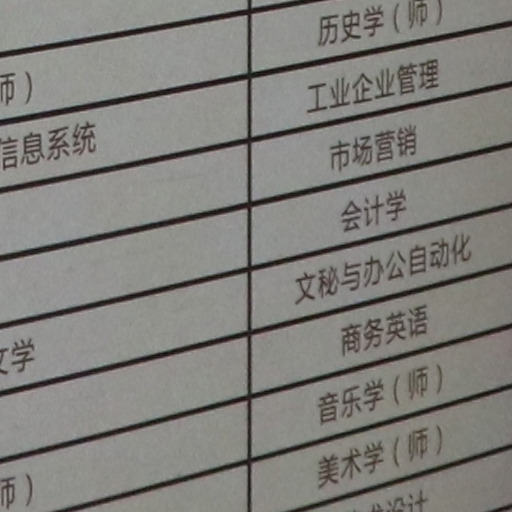 历史学（师）
师） 工业企业管理
信息系统 市场营销
会计学
文秘与办公自动化
文学 商务英语
音乐学（师）
师） 美术学（师）
设计